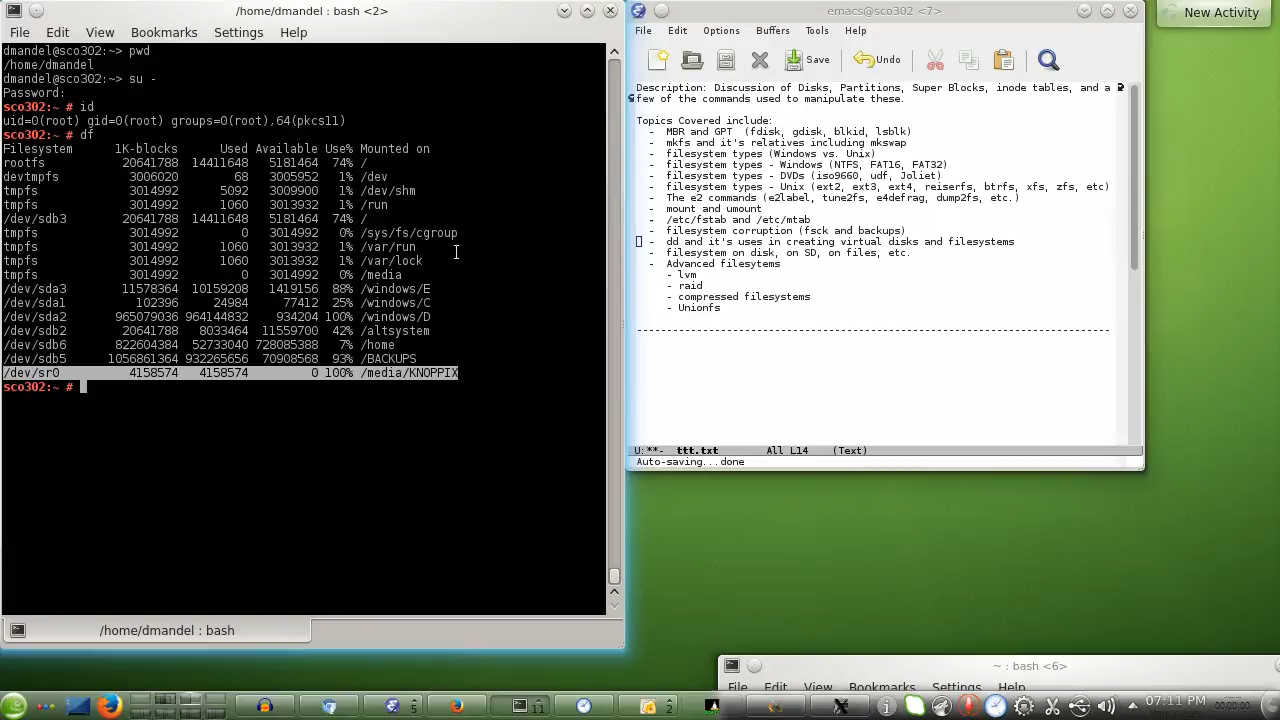 /home/dmandel : bash <2>
File Edit View Bookmarks Settings Help
dmandel@sco302:~> pwd
/home/dmandel
dmandel@sco302:~> su -
Password:
sco302:~ # id
uid=0(root) gid=0(root) groups=0(root),64(pkcs11)
sco302:~ # df
Filesystem 1K-blocks Used Available Use% Mounted on
rootfs 20641788 14411648 5181464 74% /
devtmpfs 3006020 68 3005952 1% /dev
tmpfs 3014992 5092 3009900 1% /dev/shm
tmpfs 3014992 1060 3013932 1% /run
/dev/sdb3 20641788 14411648 5181464 74% /
tmpfs 3014992 0 3014992 0% /sys/fs/cgroup
tmpfs 3014992 1060 3013932 1% /var/run
tmpfs 3014992 1060 3013932 1% /var/lock
tmpfs 3014992 0 3014992 0% /media
/dev/sda3 11578364 10159208 1419156 88% /windows/E
/dev/sda1 102396 24984 77412 25% /windows/C
/dev/sda2 965079036 964144832 934204 100% /windows/D
/dev/sdb2 20641788 8033464 11559700 42% /altsystem
/dev/sdb6 822604384 52733040 728085388 7% /home
/dev/sdb5 1056861364 932265656 70908568 93% /BACKUPS
/dev/sr0 4158574 4158574 0 100% /media/KNOPPIX
sco302:~ #
/home/dmandel : bash
emacs@sco302 <7>
File Edit Options Buffers Tools Help
Save Undo
Description: Discussion of Disks, Partitions, Super Blocks, inode tables, and a
few of the commands used to manipulate these.
Topics Covered include:
- MBR and GPT (fdisk, gdisk, blkid, lsblk)
- mkfs and it's relatives including mkswap
- filesystem types (Windows vs. Unix)
- filesystem types - Windows (NTFS, FAT16, FAT32)
- filesystem types - DVDs (iso9660, udf, Joliet)
- filesystem types - Unix (ext2, ext3, ext4, reiserfs, btrfs, xfs, zfs, etc)
- The e2 commands (e2label, tune2fs, e4defrag, dump2fs, etc.)
- mount and umount
- /etc/fstab and /etc/mtab
- filesystem corruption (fsck and backups)
- dd and it's uses in creating virtual disks and filesystems
- filesystem on disk, on SD, on files, etc.
- Advanced filesytems
- lvm
- raid
- compressed filesystems
- Unionfs
--------------------------------------------------------------------------------
U:**- ttt.txt All L14 (Text)
Auto-saving...done
New Activity
~ : bash <6>
File Edit View Bookmarks Settings Help
5
11
2
07:11 PM
00:00:00